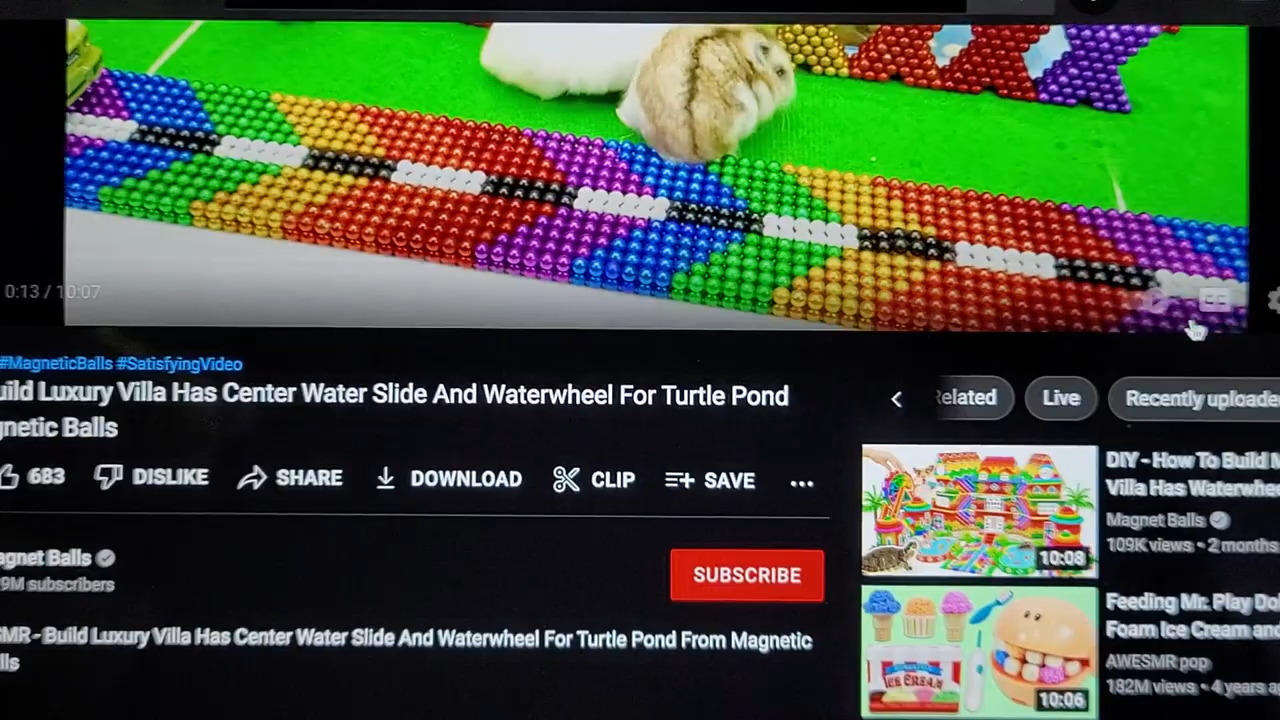 0:13 / 10:07
#MagneticBalls #SatisfyingVideo
uild Luxury Villa Has Center Water Slide And Waterwheel For Turtle Pond
gnetic Balls
683 DISLIKE SHARE DOWNLOAD CLIP SAVE ...
agnet Balls
9M subscribers
SUBSCRIBE
SMR - Build Luxury Villa Has Center Water Slide And Waterwheel For Turtle Pond From Magnetic
lls
Related Live Recently uploade
DIY - How To Build M
Villa Has Waterwhee
Magnet Balls
109K views • 2 months
10:08
Feeding Mr. Play Do
Foam Ice Cream and
AWESMR pop
182M views • 4 years a
ICE CREAM
10:06